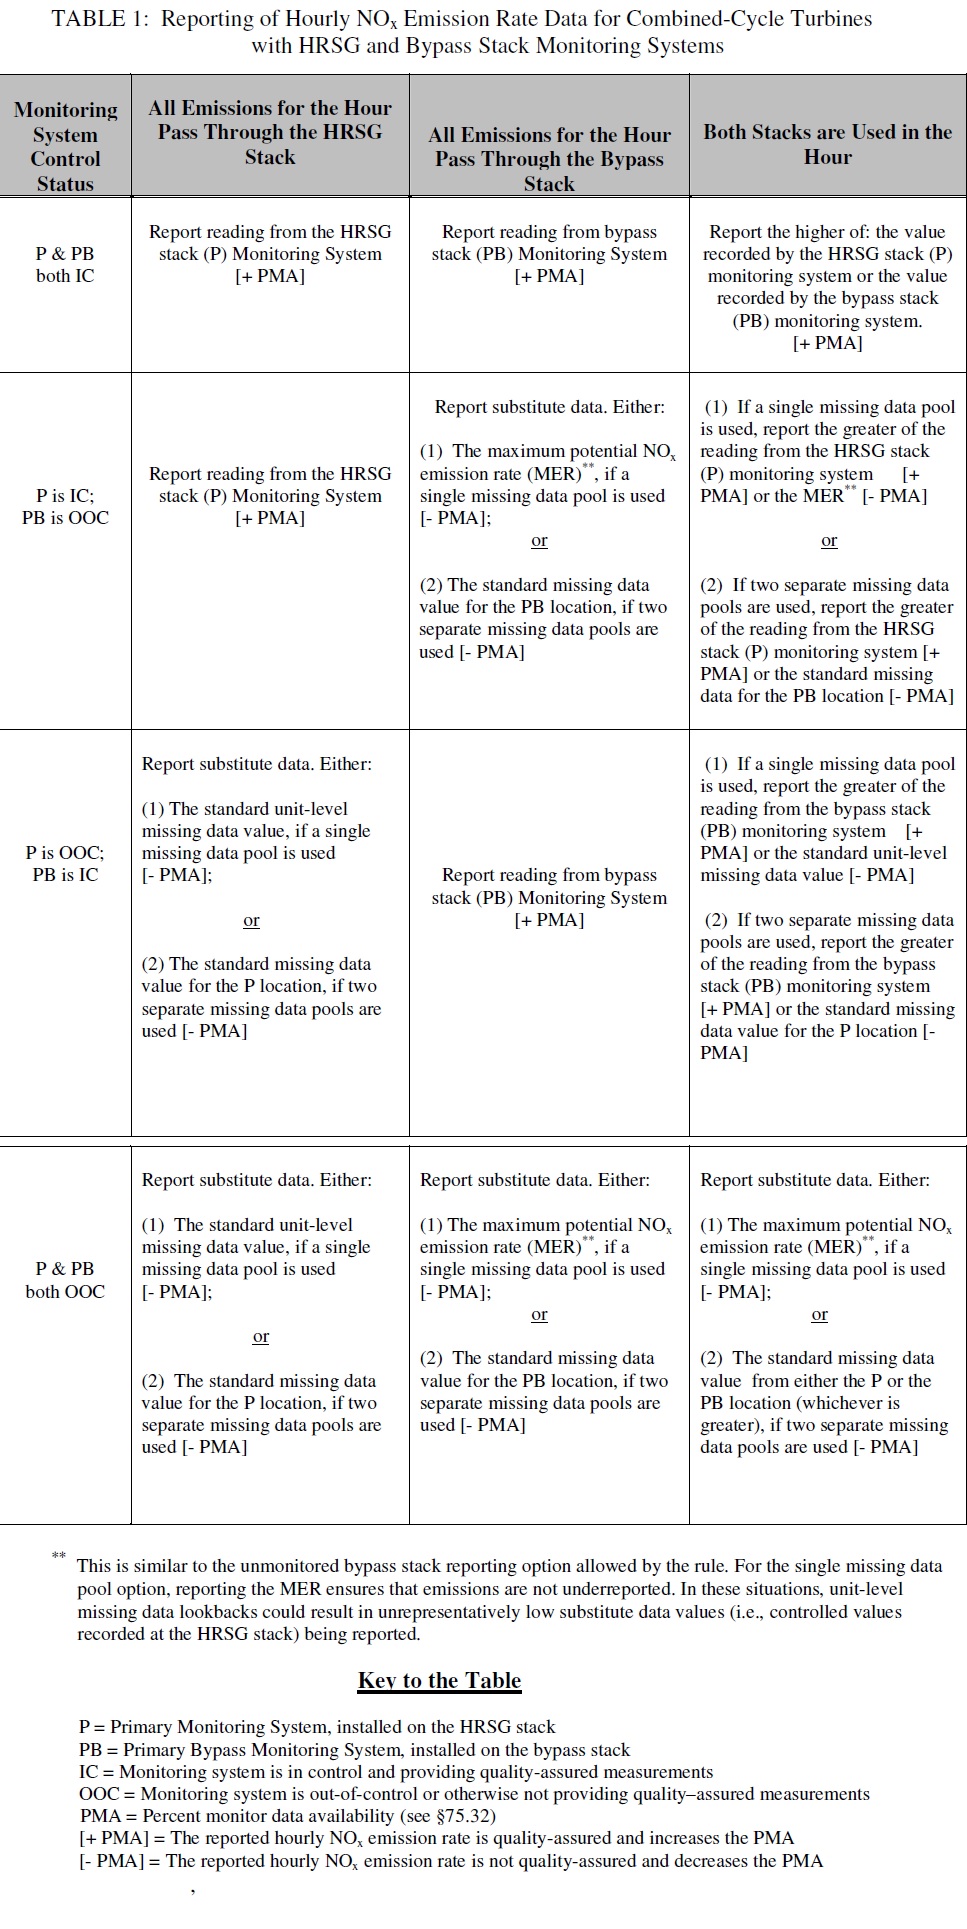 TABLE 1:  Reporting of Hourly NOx Emission Rate Data for Combined-Cycle Turbines
with HRSG and Bypass Stack Monitoring Systems
Monitoring
System
Control
Status
All Emissions for the Hour
Pass Through the HRSG
Stack
All Emissions for the Hour
Pass Through the Bypass
Stack
Both Stacks are Used in the
Hour
P & PB
both IC
Report reading from the HRSG
stack (P) Monitoring System
[+ PMA]
Report reading from bypass
stack (PB) Monitoring System
[+ PMA]
Report the higher of: the value
recorded by the HRSG stack (P)
monitoring system or the value
recorded by the bypass stack
(PB) monitoring system.
[+ PMA]
P is IC;
PB is OOC
Report reading from the HRSG
stack (P) Monitoring System
[+ PMA]
Report substitute data. Either:
(1)  The maximum potential NOx
emission rate (MER)**, if a
single missing data pool is used
[- PMA];
or
(2) The standard missing data
value for the PB location, if two
separate missing data pools are
used [- PMA]
(1)  If a single missing data pool
is used, report the greater of the
reading from the HRSG stack
(P) monitoring system    [+
PMA] or the MER** [- PMA]
or
(2)  If two separate missing data
pools are used, report the greater
of the reading from the HRSG
stack (P) monitoring system [+
PMA] or the standard missing
data for the PB location [- PMA]
P is OOC;
PB is IC
Report substitute data. Either:
(1) The standard unit-level
missing data value, if a single
missing data pool is used
[- PMA];
or
(2) The standard missing data
value for the P location, if two
separate missing data pools are
used [- PMA]
Report reading from bypass
stack (PB) Monitoring System
[+ PMA]
(1)  If a single missing data pool
is used, report the greater of the
reading from the bypass stack
(PB) monitoring system    [+
PMA] or the standard unit-level
missing data value [- PMA]
(2)  If two separate missing data
pools are used, report the greater
of the reading from the bypass
stack (PB) monitoring system
[+ PMA] or the standard missing
data value for the P location [-
PMA]
P & PB
both OOC
Report substitute data. Either:
(1)  The standard unit-level
missing data value, if a single
missing data pool is used
[- PMA];
or
(2)  The standard missing data
value for the P location, if two
separate missing data pools are
used [- PMA]
Report substitute data. Either:
(1) The maximum potential NOx
emission rate (MER)**, if a
single missing data pool is used
[- PMA];
or
(2)  The standard missing data
value for the PB location, if two
separate missing data pools are
used [- PMA]
Report substitute data. Either:
(1) The maximum potential NOx
emission rate (MER)**, if a
single missing data pool is used
[- PMA];
or
(2)  The standard missing data
value  from either the P or the
PB location (whichever is
greater), if two separate missing
data pools are used [- PMA]
** This is similar to the unmonitored bypass stack reporting option allowed by the rule. For the single missing data
pool option, reporting the MER ensures that emissions are not underreported. In these situations, unit-level
missing data lookbacks could result in unrepresentatively low substitute data values (i.e., controlled values
recorded at the HRSG stack) being reported.
Key to the Table
P = Primary Monitoring System, installed on the HRSG stack
PB = Primary Bypass Monitoring System, installed on the bypass stack
IC = Monitoring system is in control and providing quality-assured measurements
OOC = Monitoring system is out-of-control or otherwise not providing quality–assured measurements
PMA = Percent monitor data availability (see §75.32)
[+ PMA] = The reported hourly NOx emission rate is quality-assured and increases the PMA
[- PMA] = The reported hourly NOx emission rate is not quality-assured and decreases the PMA
,